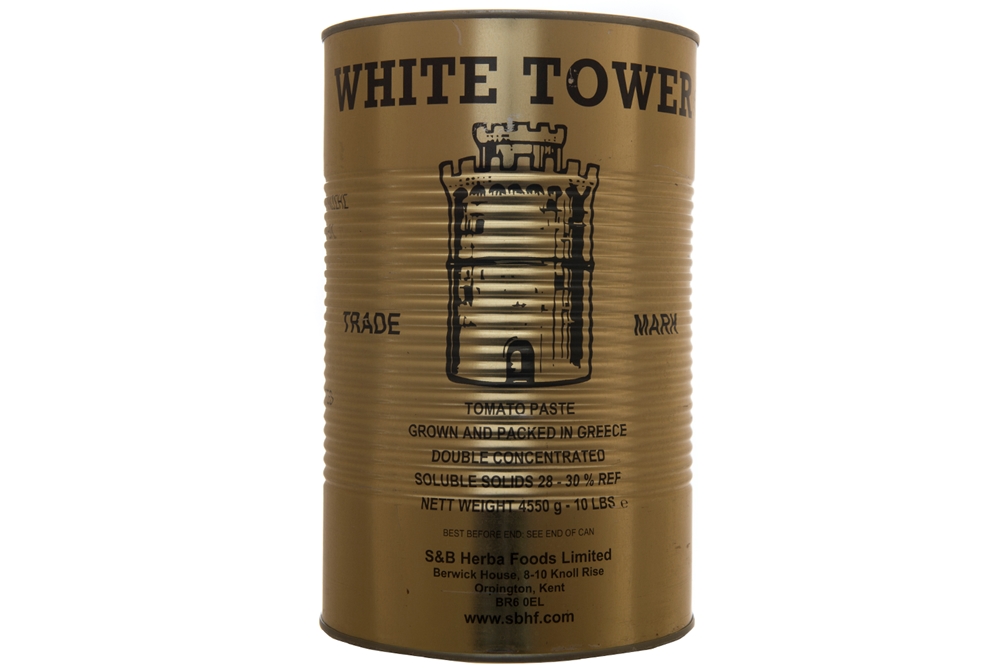 WHITE TOWER
TRADE MARK
TOMATO PASTE
GROWN AND PACKED IN GREECE
DOUBLE CONCENTRATED
SOLUBLE SOLIDS 28 - 30 % REF
NETT WEIGHT 4550 g - 10 LBS e
BEST BEFORE END: SEE END OF CAN
S&B Herba Foods Limited
Berwick House, 8-10 Knoll Rise
Orpington, Kent
BR6 0EL
www.sbhf.com